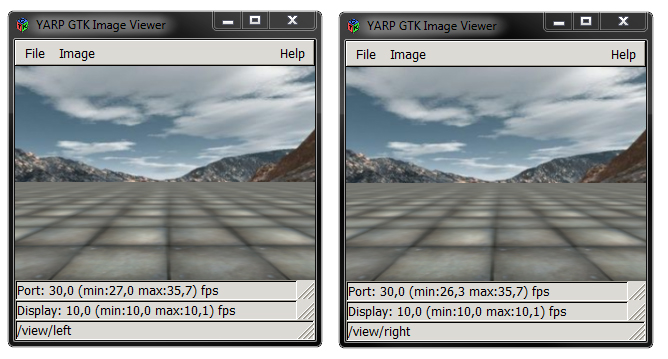 YARP GTK Image Viewer
File Image Help
Port: 30,0 (min:27,0 max:35,7) fps
Display: 10,0 (min:10,0 max:10,1) fps
/view/left
YARP GTK Image Viewer
File Image Help
Port: 30,0 (min:26,3 max:35,7) fps
Display: 10,0 (min:10,0 max:10,1) fps
/view/right